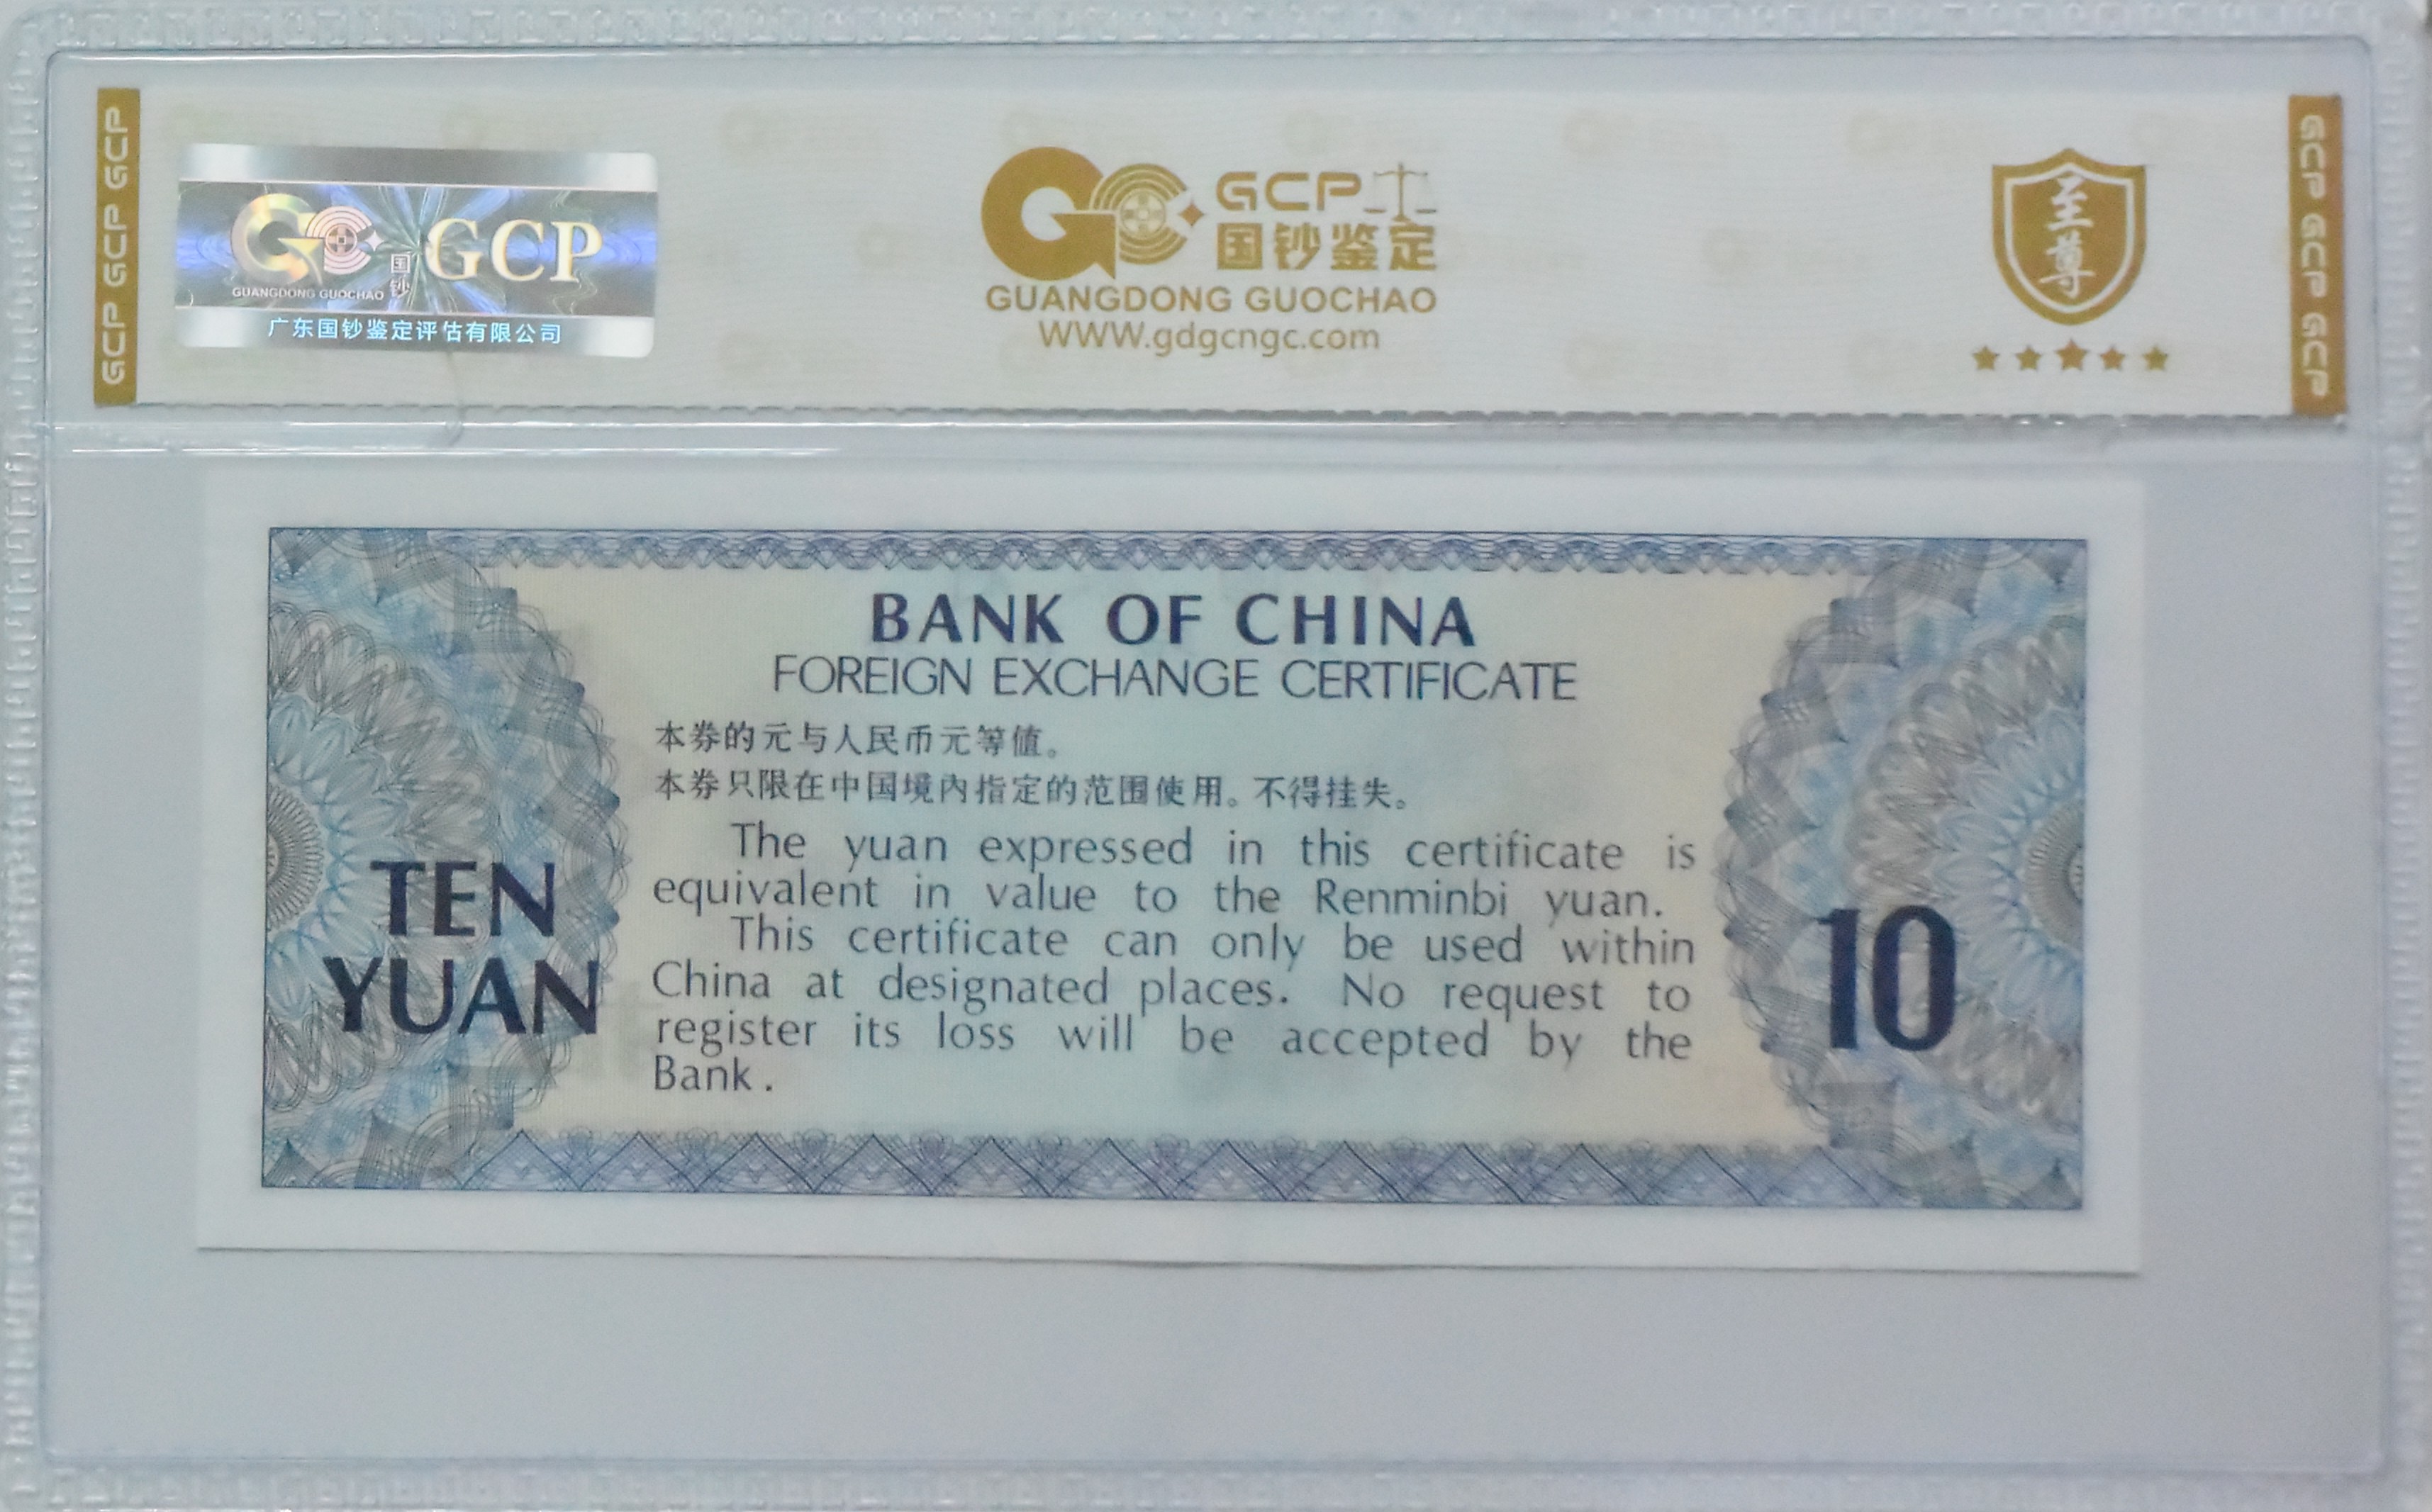 GCP GCP GCP
GCP
国钞
GUANGDONG GUOCHAO
广东国钞鉴定评估有限公司
GCP
国钞鉴定
GUANGDONG GUOCHAO
WWW.gdgcngc.com
至尊
GCP GCP GCP
BANK OF CHINA
FOREIGN EXCHANGE CERTIFICATE
本券的元与人民币元等值。
本券只限在中国境内指定的范围使用。不得挂失。
The yuan expressed in this certificate is
equivalent in value to the Renminbi yuan.
This certificate can only be used within
China at designated places. No request to
register its loss will be accepted by the
Bank.
TEN
YUAN
10